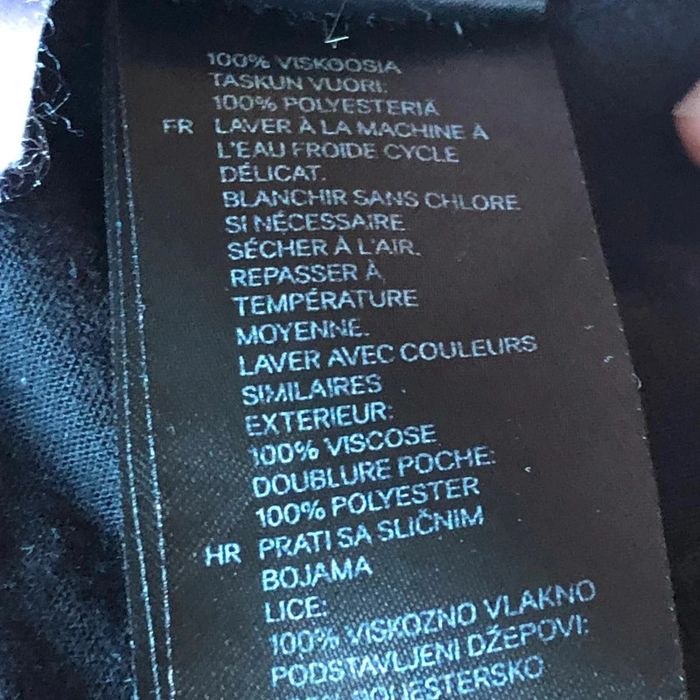 100% VISKOOSIA
TASKUN VUORI:
100% POLYESTERIA
FR LAVER À LA MACHINE À
L'EAU FROIDE CYCLE
DÉLICAT.
BLANCHIR SANS CHLORE
SI NÉCESSAIRE.
SÉCHER À L'AIR.
REPASSER À
TEMPÉRATURE
MOYENNE.
LAVER AVEC COULEURS
SIMILAIRES
EXTERIEUR:
100% VISCOSE
DOUBLURE POCHE:
100% POLYESTER
HR PRATI SA SLIČNIM
BOJAMA
LICE:
100% VISKOZNO VLAKNO
PODSTAVLJENI DŽEPOVI:
POLIESTERSKO